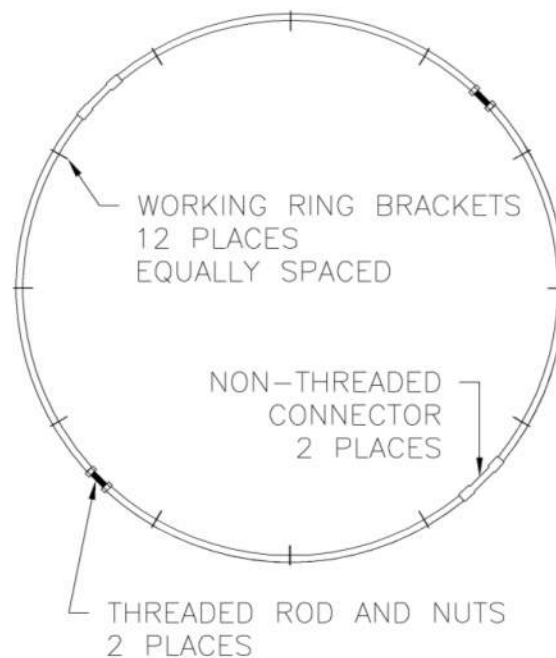 WORKING RING BRACKETS
12 PLACES
EQUALLY SPACED
NON-THREADED
CONNECTOR
2 PLACES
THREADED ROD AND NUTS
2 PLACES